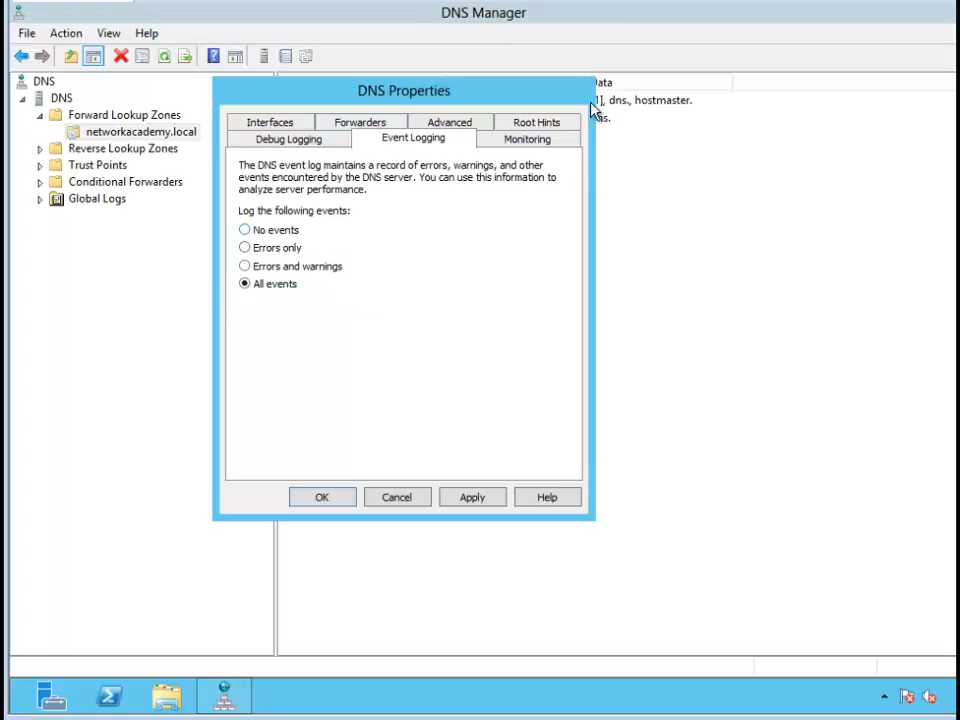 DNS Manager
File Action View Help
DNS
DNS
Forward Lookup Zones
networkacademy.local
Reverse Lookup Zones
Trust Points
Conditional Forwarders
Global Logs
], dns., hostmaster.
DNS Properties
Interfaces Forwarders Advanced Root Hints
Debug Logging Event Logging Monitoring
The DNS event log maintains a record of errors, warnings, and other
events encountered by the DNS server. You can use this information to
analyze server performance.
Log the following events:
No events
Errors only
Errors and warnings
All events
OK Cancel Apply Help